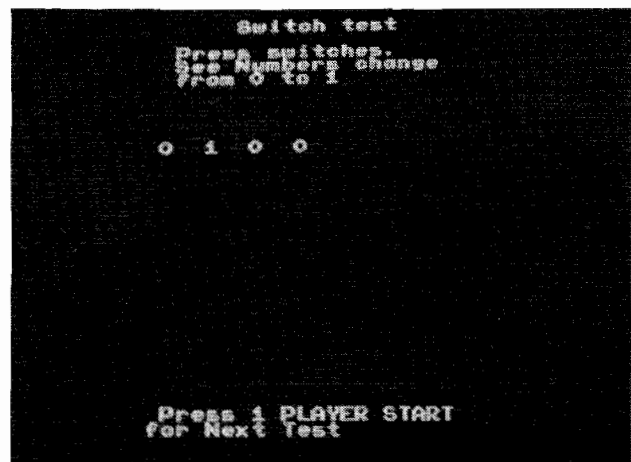 Switch test
Press switches.
See Numbers change
from 0 to 1
0 1 0 0
Press 1 PLAYER START
for Next Test